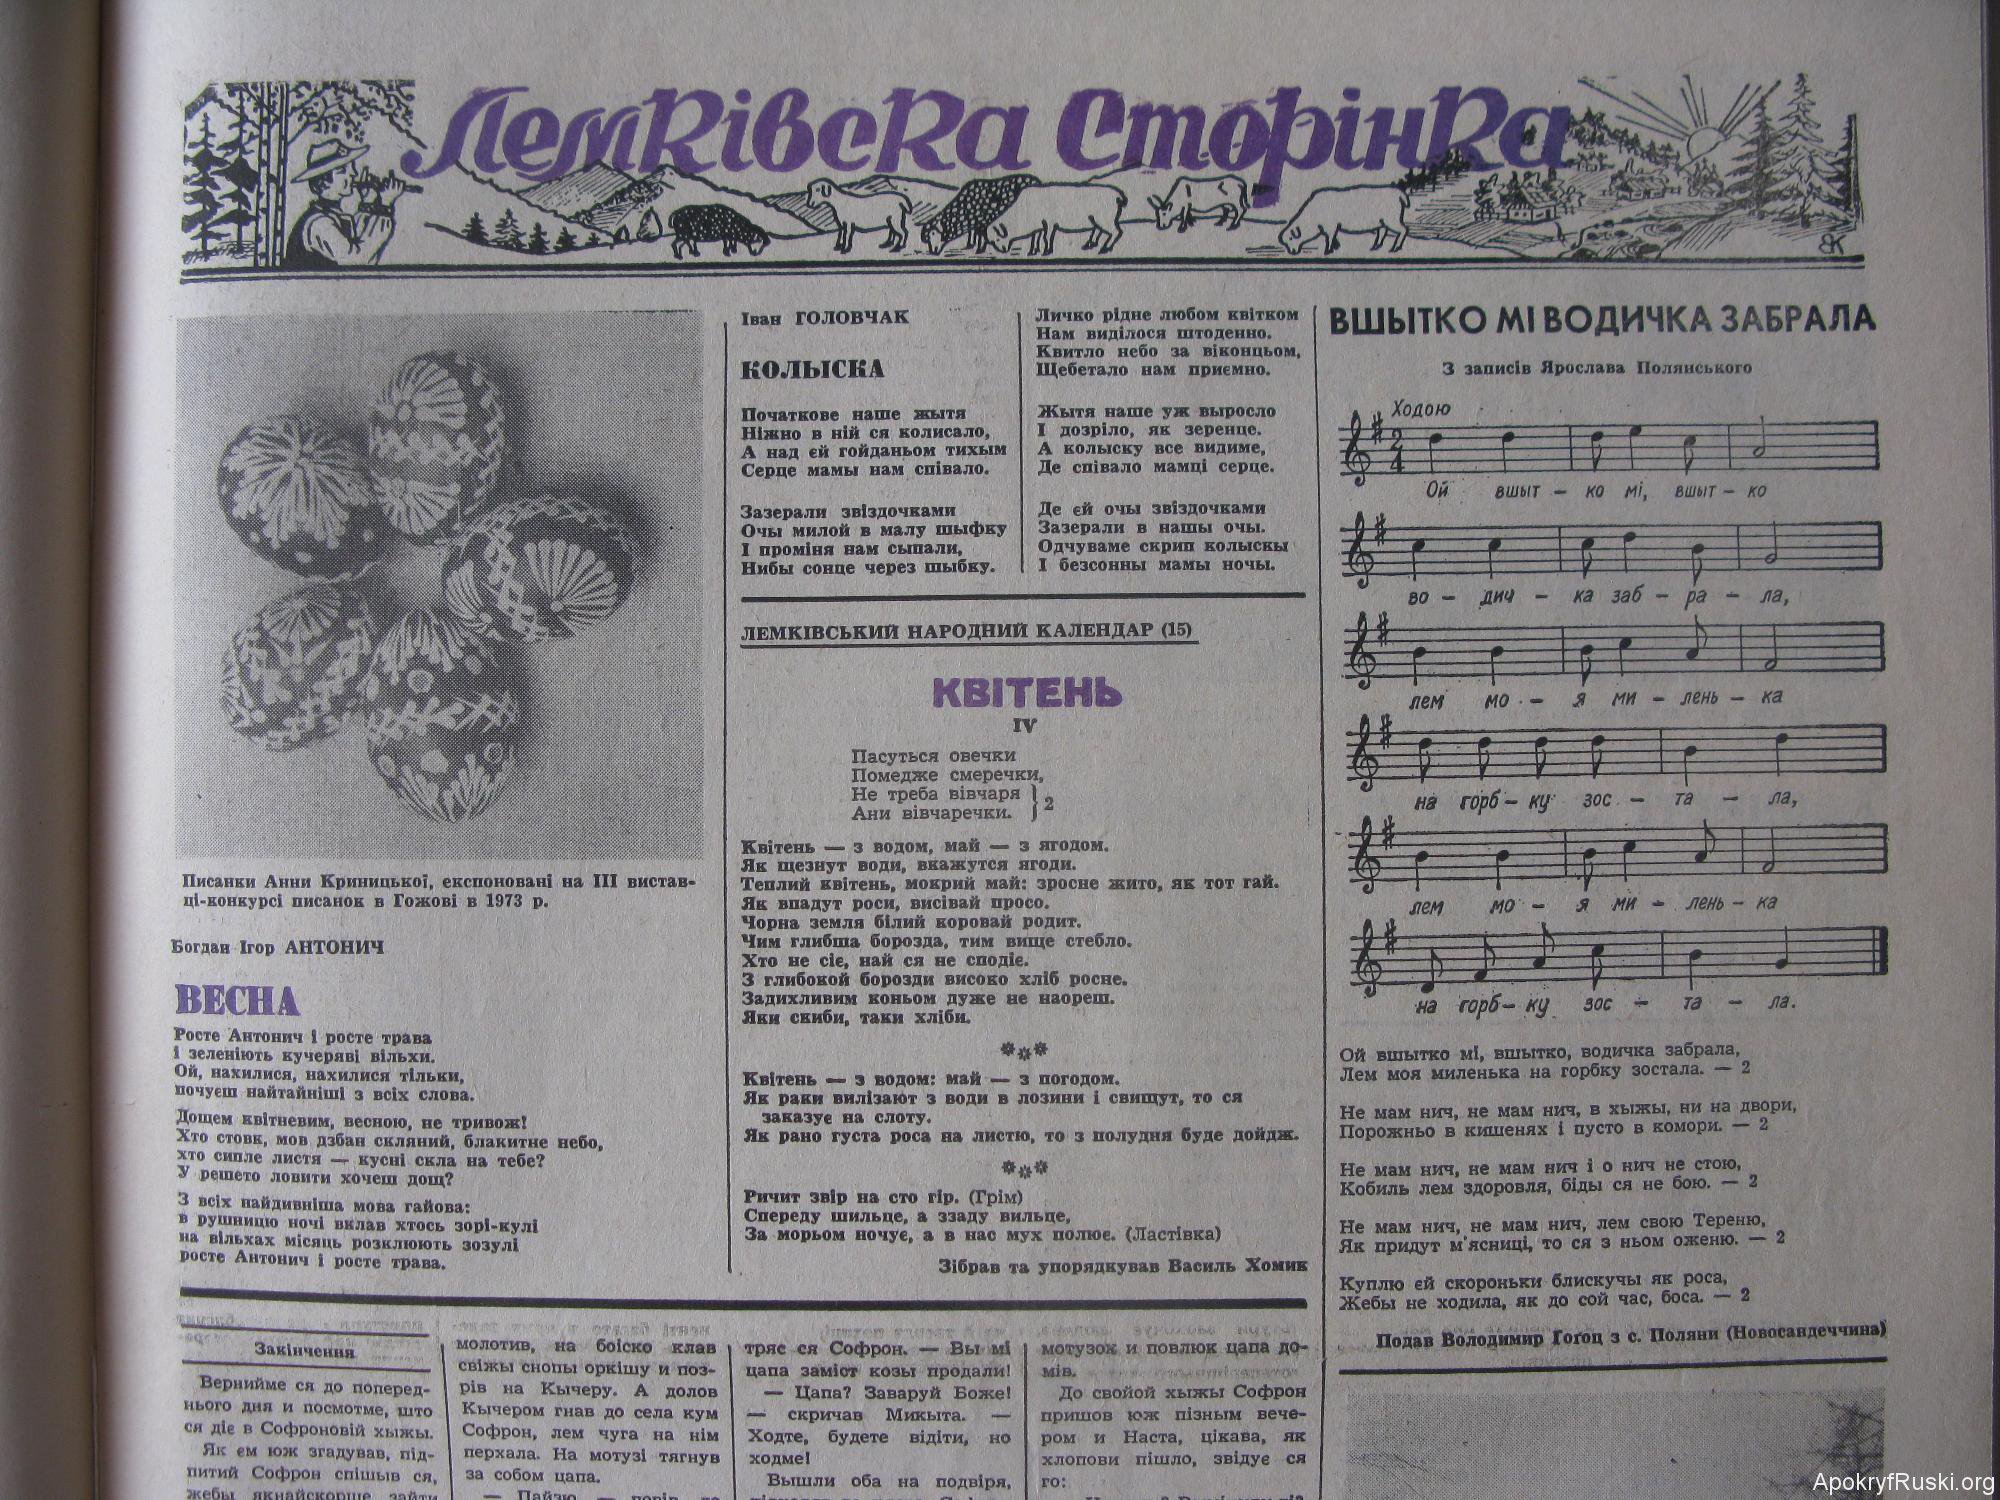 Лемківска Сторінка
Писанки Анни Криницької, експоновані на III вистав-
ці-конкурсі писанок в Гожові в 1973 р.
Богдан Ігор АНТОНИЧ
ВЕСНА
Росте Антонич і росте трава
і зеленіють кучеряві вільхи.
Ой, нахилися, нахилися тільки,
почуєш найтайніші з всіх слова.
Дощем квітневим, весною, не тривож!
Хто стовк, мов дзбан скляний, блакитне небо,
хто сипле листя — кусні скла на тебе?
У решето ловити хочеш дощ?
З всіх найдивніша мова гайова:
в рушницю ночі вклав хтось зорі-кулі
на вільхах місяць розклюють зозулі
росте Антонич і росте трава.
Іван ГОЛОВЧАК
КОЛЫСКА
Початкове наше жытя
Ніжно в ній ся колисало,
А над єй гойданьом тихым
Серце мамы нам співало.
Зазерали звіздочками
Очы милой в малу шыфку
І проміня нам сыпали,
Нибы сонце через шыбку.
Личко рідне любом квітком
Нам виділося штоденно.
Квитло небо за віконцьом,
Щебетало нам приємно.
Жытя наше уж выросло
І дозріло, як зеренце.
А колыску все видиме,
Де співало мамці серце.
Де єй очы звіздочками
Зазерали в нашы очы.
Одчуваме скрип колыскы
І безсонны мамы ночы.
ЛЕМКІВСЬКИЙ НАРОДНИЙ КАЛЕНДАР (15)
КВІТЕНЬ
IV
Пасуться овечки
Помедже смеречки,
Не треба вівчаря
Ани вівчаречки.
2
Квітень — з водом, май — з ягодом.
Як щезнут води, вкажутся ягоди.
Теплий квітень, мокрий май: зросне жито, як тот гай.
Як впадут роси, висівай просо.
Чорна земля білий коровай родит.
Чим глибша борозда, тим вище стебло.
Хто не сіє, най ся не сподіє.
З глибокой борозди високо хліб росне.
Задихливим коньом дуже не наореш.
Яки скиби, таки хліби.
***
Квітень — з водом: май — з погодом.
Як раки вилізают з води в лозини і свищут, то ся
заказує на слоту.
Як рано густа роса на листю, то з полудня буде дойдж.
***
Ричит звір на сто гір. (Грім)
Спереду шильце, а ззаду вильце,
За морьом ночує, а в нас мух полює. (Ластівка)
Зібрав та упорядкував Василь Хомик
ВШЫТКО МІ ВОДИЧКА ЗАБРАЛА
З записів Ярослава Полянського
Ходою
2
4
Ой вшыт – ко мі, вшыт – ко
во – дич – ка заб – ра – ла,
лем мо – я ми – лень – ка
на горб – ку зос – та – ла,
лем мо – я ми – лень – ка
на горб – ку зос – та – ла.
Ой вшытко мі, вшытко, водичка забрала,
Лем моя миленька на горбку зостала. — 2
Не мам нич, не мам нич, в хыжы, ни на двори,
Порожньо в кишенях і пусто в комори. — 2
Не мам нич, не мам нич і о нич не стою,
Кобиль лем здоровля, біды ся не бою. — 2
Не мам нич, не мам нич, лем свою Тереню,
Як придут м'ясниці, то ся з ньом оженю. — 2
Куплю єй скороньки блискучы як роса,
Жебы не ходила, як до сой час, боса. — 2
Подав Володимир Ґоґоц з с. Поляни (Новосандеччина)
Закінчення
Вернийме ся до поперед-
нього дня и посмотме, што
ся діє в Софроновій хыжы.
Як єм юж згадував, під-
питий Софрон спішыв ся,
жебы якнайскорше зайти
молотив, на боіско клав
свіжы снопы оркішу и поз-
рів на Кычеру. А долов
Кычером гнав до села кум
Софрон, лем чуга на нім
перхала. На мотузі тягнув
за собом цапа.
тряс ся Софрон. — Вы мі
цапа заміст козы продали!
— Цапа? Заваруй Боже!
— скричав Микыта. —
Ходте, будете відіти, но
ходме!
Вышли оба на подвіря,
мотузок и повлюк цапа до-
мів.
До свойой хыжы Софрон
пришов юж пізным вече-
ром и Наста, цікава, як
хлопови пішло, звідує ся
го:
ApokryfRuski.org